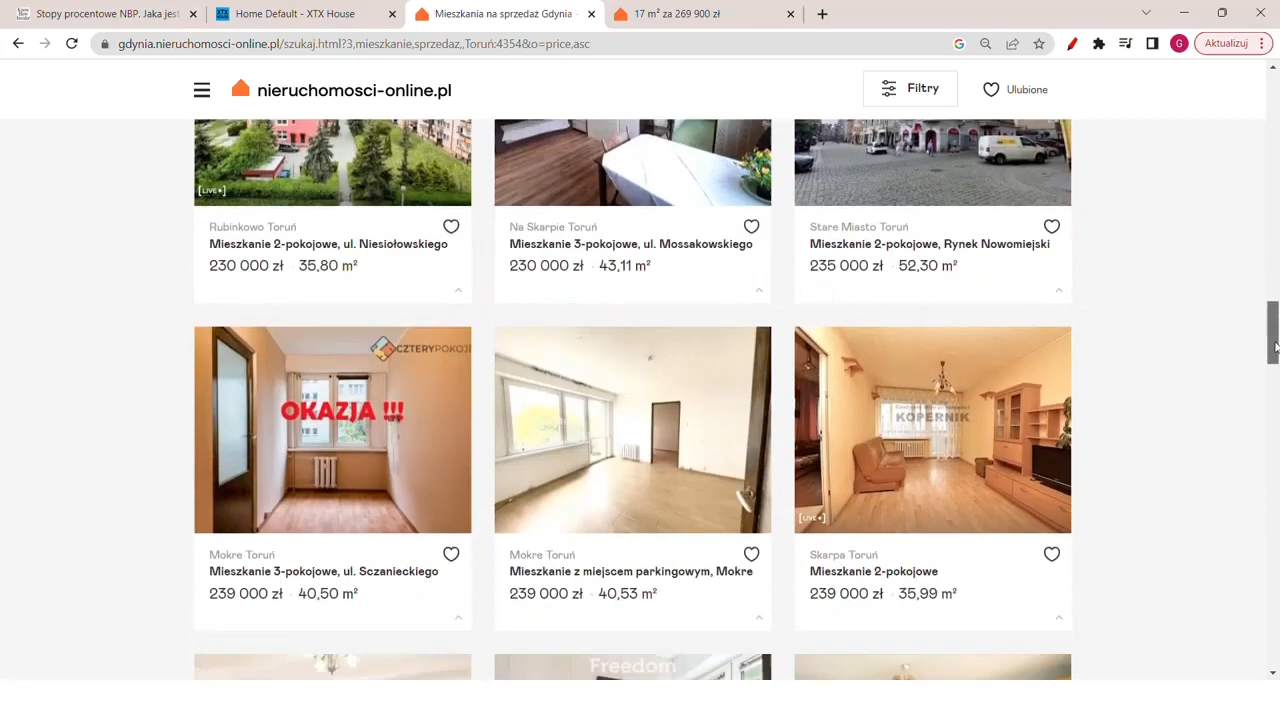 Stopy procentowe NBP. Jaka jest
Home Default - XTX House
Mieszkania na sprzedaż Gdynia -
17 m² za 269 900 zł
gdynia.nieruchomosci-online.pl/szukaj.html?3,mieszkanie,sprzedaz,,Toruń:4354&o=price,asc
G
Aktualizuj
nieruchomosci-online.pl
Filtry
Ulubione
[LIVE•]
Rubinkowo Toruń
Mieszkanie 2-pokojowe, ul. Niesiołowskiego
230 000 zł · 35,80 m²
Na Skarpie Toruń
Mieszkanie 3-pokojowe, ul. Mossakowskiego
230 000 zł · 43,11 m²
Stare Miasto Toruń
Mieszkanie 2-pokojowe, Rynek Nowomiejski
235 000 zł · 52,30 m²
CZTERYPOKOJE
OKAZJA !!!
KOPERNIK
[LIVE•]
Mokre Toruń
Mieszkanie 3-pokojowe, ul. Sczanieckiego
239 000 zł · 40,50 m²
Mokre Toruń
Mieszkanie z miejscem parkingowym, Mokre
239 000 zł · 40,53 m²
Skarpa Toruń
Mieszkanie 2-pokojowe
239 000 zł · 35,99 m²
Freedom